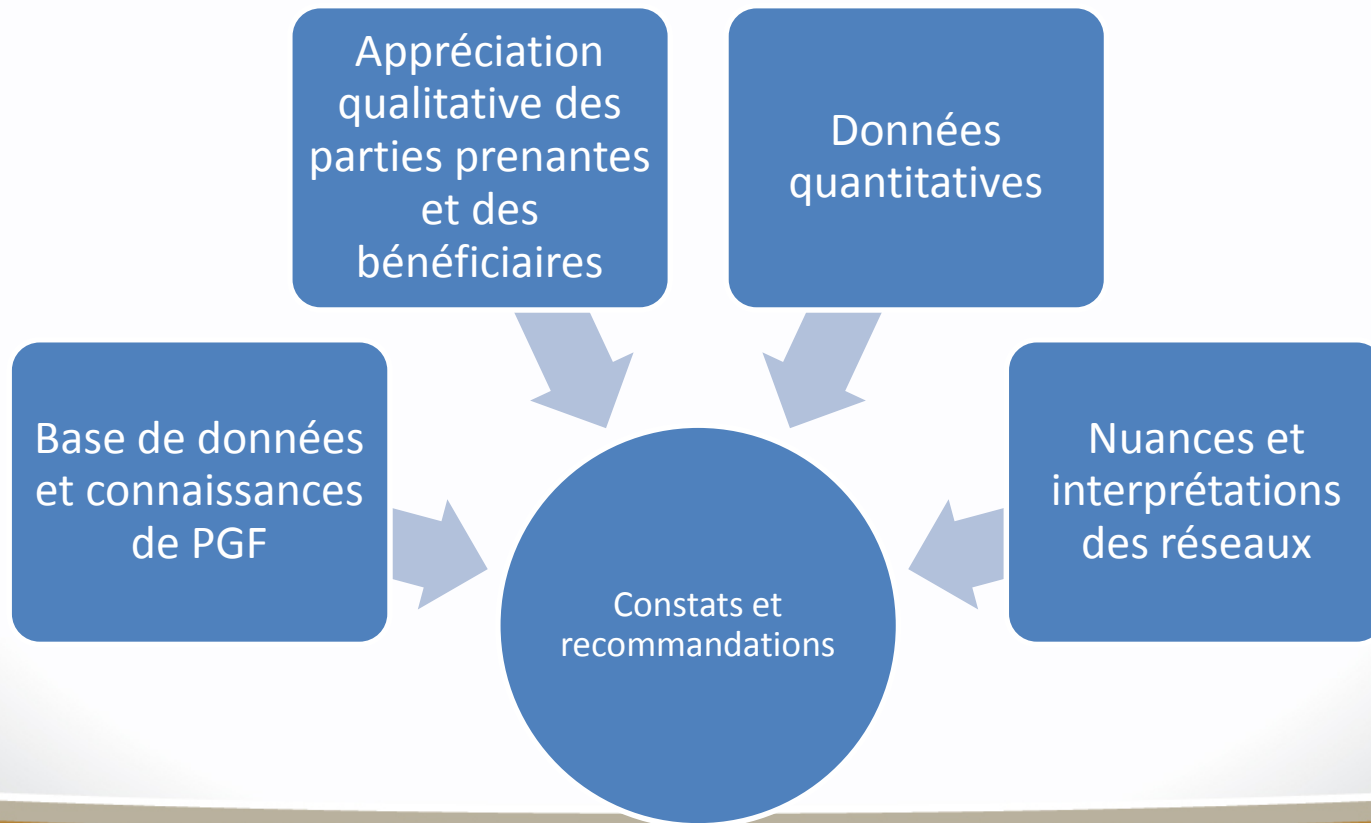 Appréciation
qualitative des
parties prenantes
et des
bénéficiaires
Données
quantitatives
Base de données
et connaissances
de PGF
Nuances et
interprétations
des réseaux
Constats et
recommandations